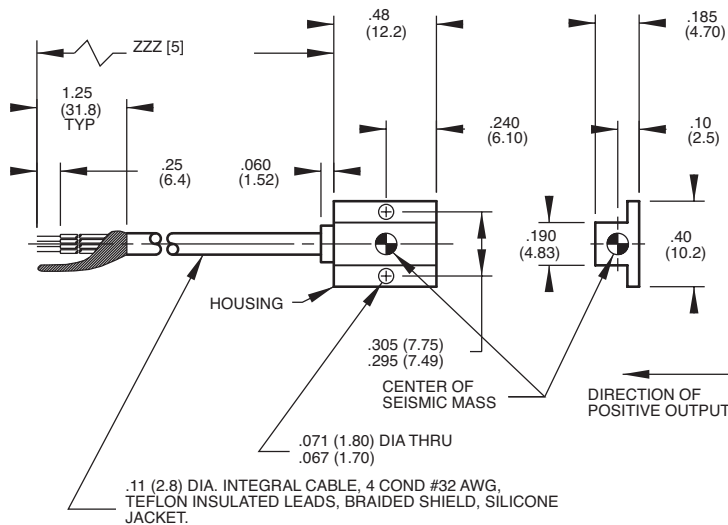 ZZZ [5]
1.25
(31.8)
TYP
.25
(6.4)
.060
(1.52)
.48
(12.2)
.240
(6.10)
.185
(4.70)
.10
(2.5)
.190
(4.83)
.40
(10.2)
HOUSING
.305 (7.75)
.295 (7.49)
CENTER OF
SEISMIC MASS
DIRECTION OF
POSITIVE OUTPUT
.071 (1.80) DIA THRU
.067 (1.70)
.11 (2.8) DIA. INTEGRAL CABLE, 4 COND #32 AWG,
TEFLON INSULATED LEADS, BRAIDED SHIELD, SILICONE
JACKET.